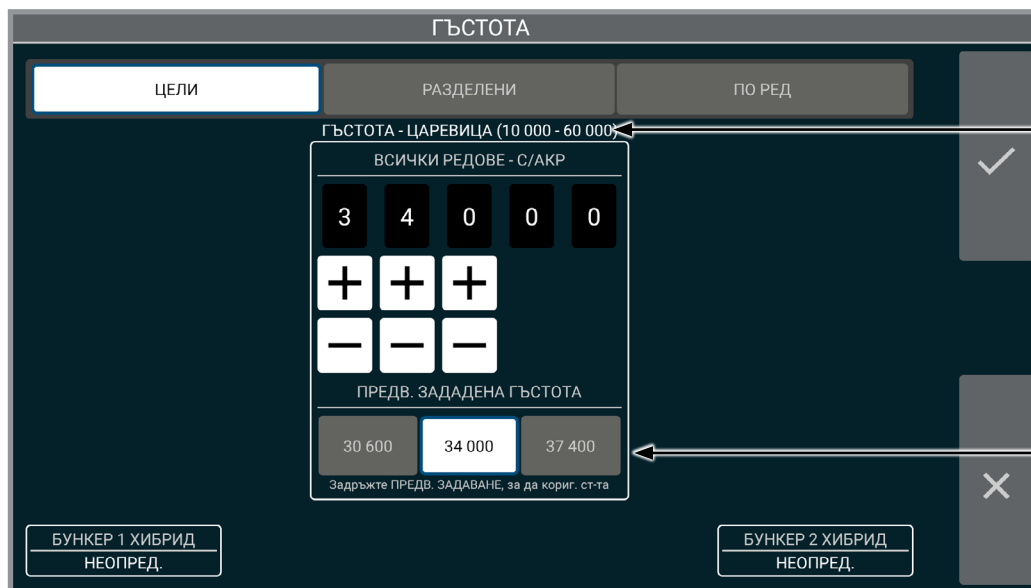 ГЪСТОТА
ЦЕЛИ РАЗДЕЛЕНИ ПО РЕД
ГЪСТОТА - ЦАРЕВИЦА (10 000 - 60 000)
ВСИЧКИ РЕДОВЕ - С/АКР
3 4 0 0 0
+ + +
— — —
ПРЕДВ. ЗАДАДЕНА ГЪСТОТА
30 600 34 000 37 400
Задръжте ПРЕДВ. ЗАДАВАНЕ, за да кориг. ст-та
БУНКЕР 1 ХИБРИД
НЕОПРЕД.
БУНКЕР 2 ХИБРИД
НЕОПРЕД.